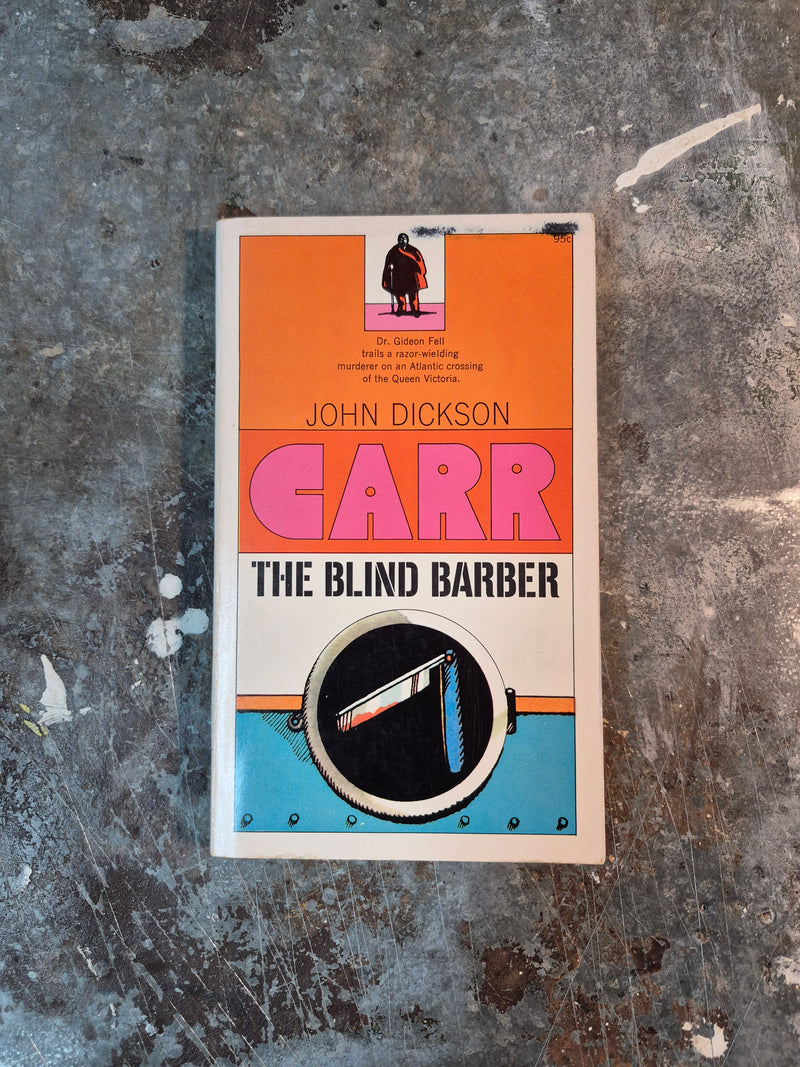 95c
Dr. Gideon Fell
trails a razor-wielding
murderer on an Atlantic crossing
of the Queen Victoria.
JOHN DICKSON
CARR
THE BLIND BARBER